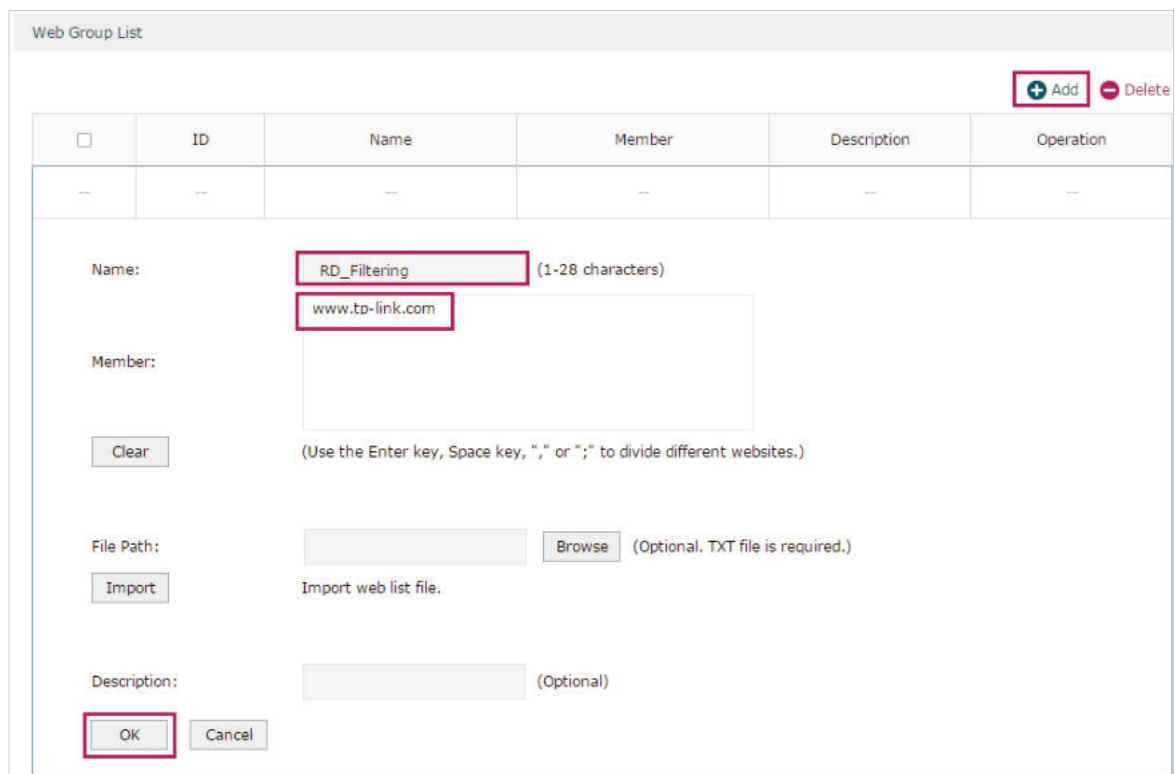 Web Group List
Add Delete
ID Name Member Description Operation
-- -- -- -- -- --
Name: RD_Filtering (1-28 characters)
www.tp-link.com
Member:
Clear (Use the Enter key, Space key, "," or ";" to divide different websites.)
File Path: Browse (Optional. TXT file is required.)
Import Import web list file.
Description: (Optional)
OK Cancel